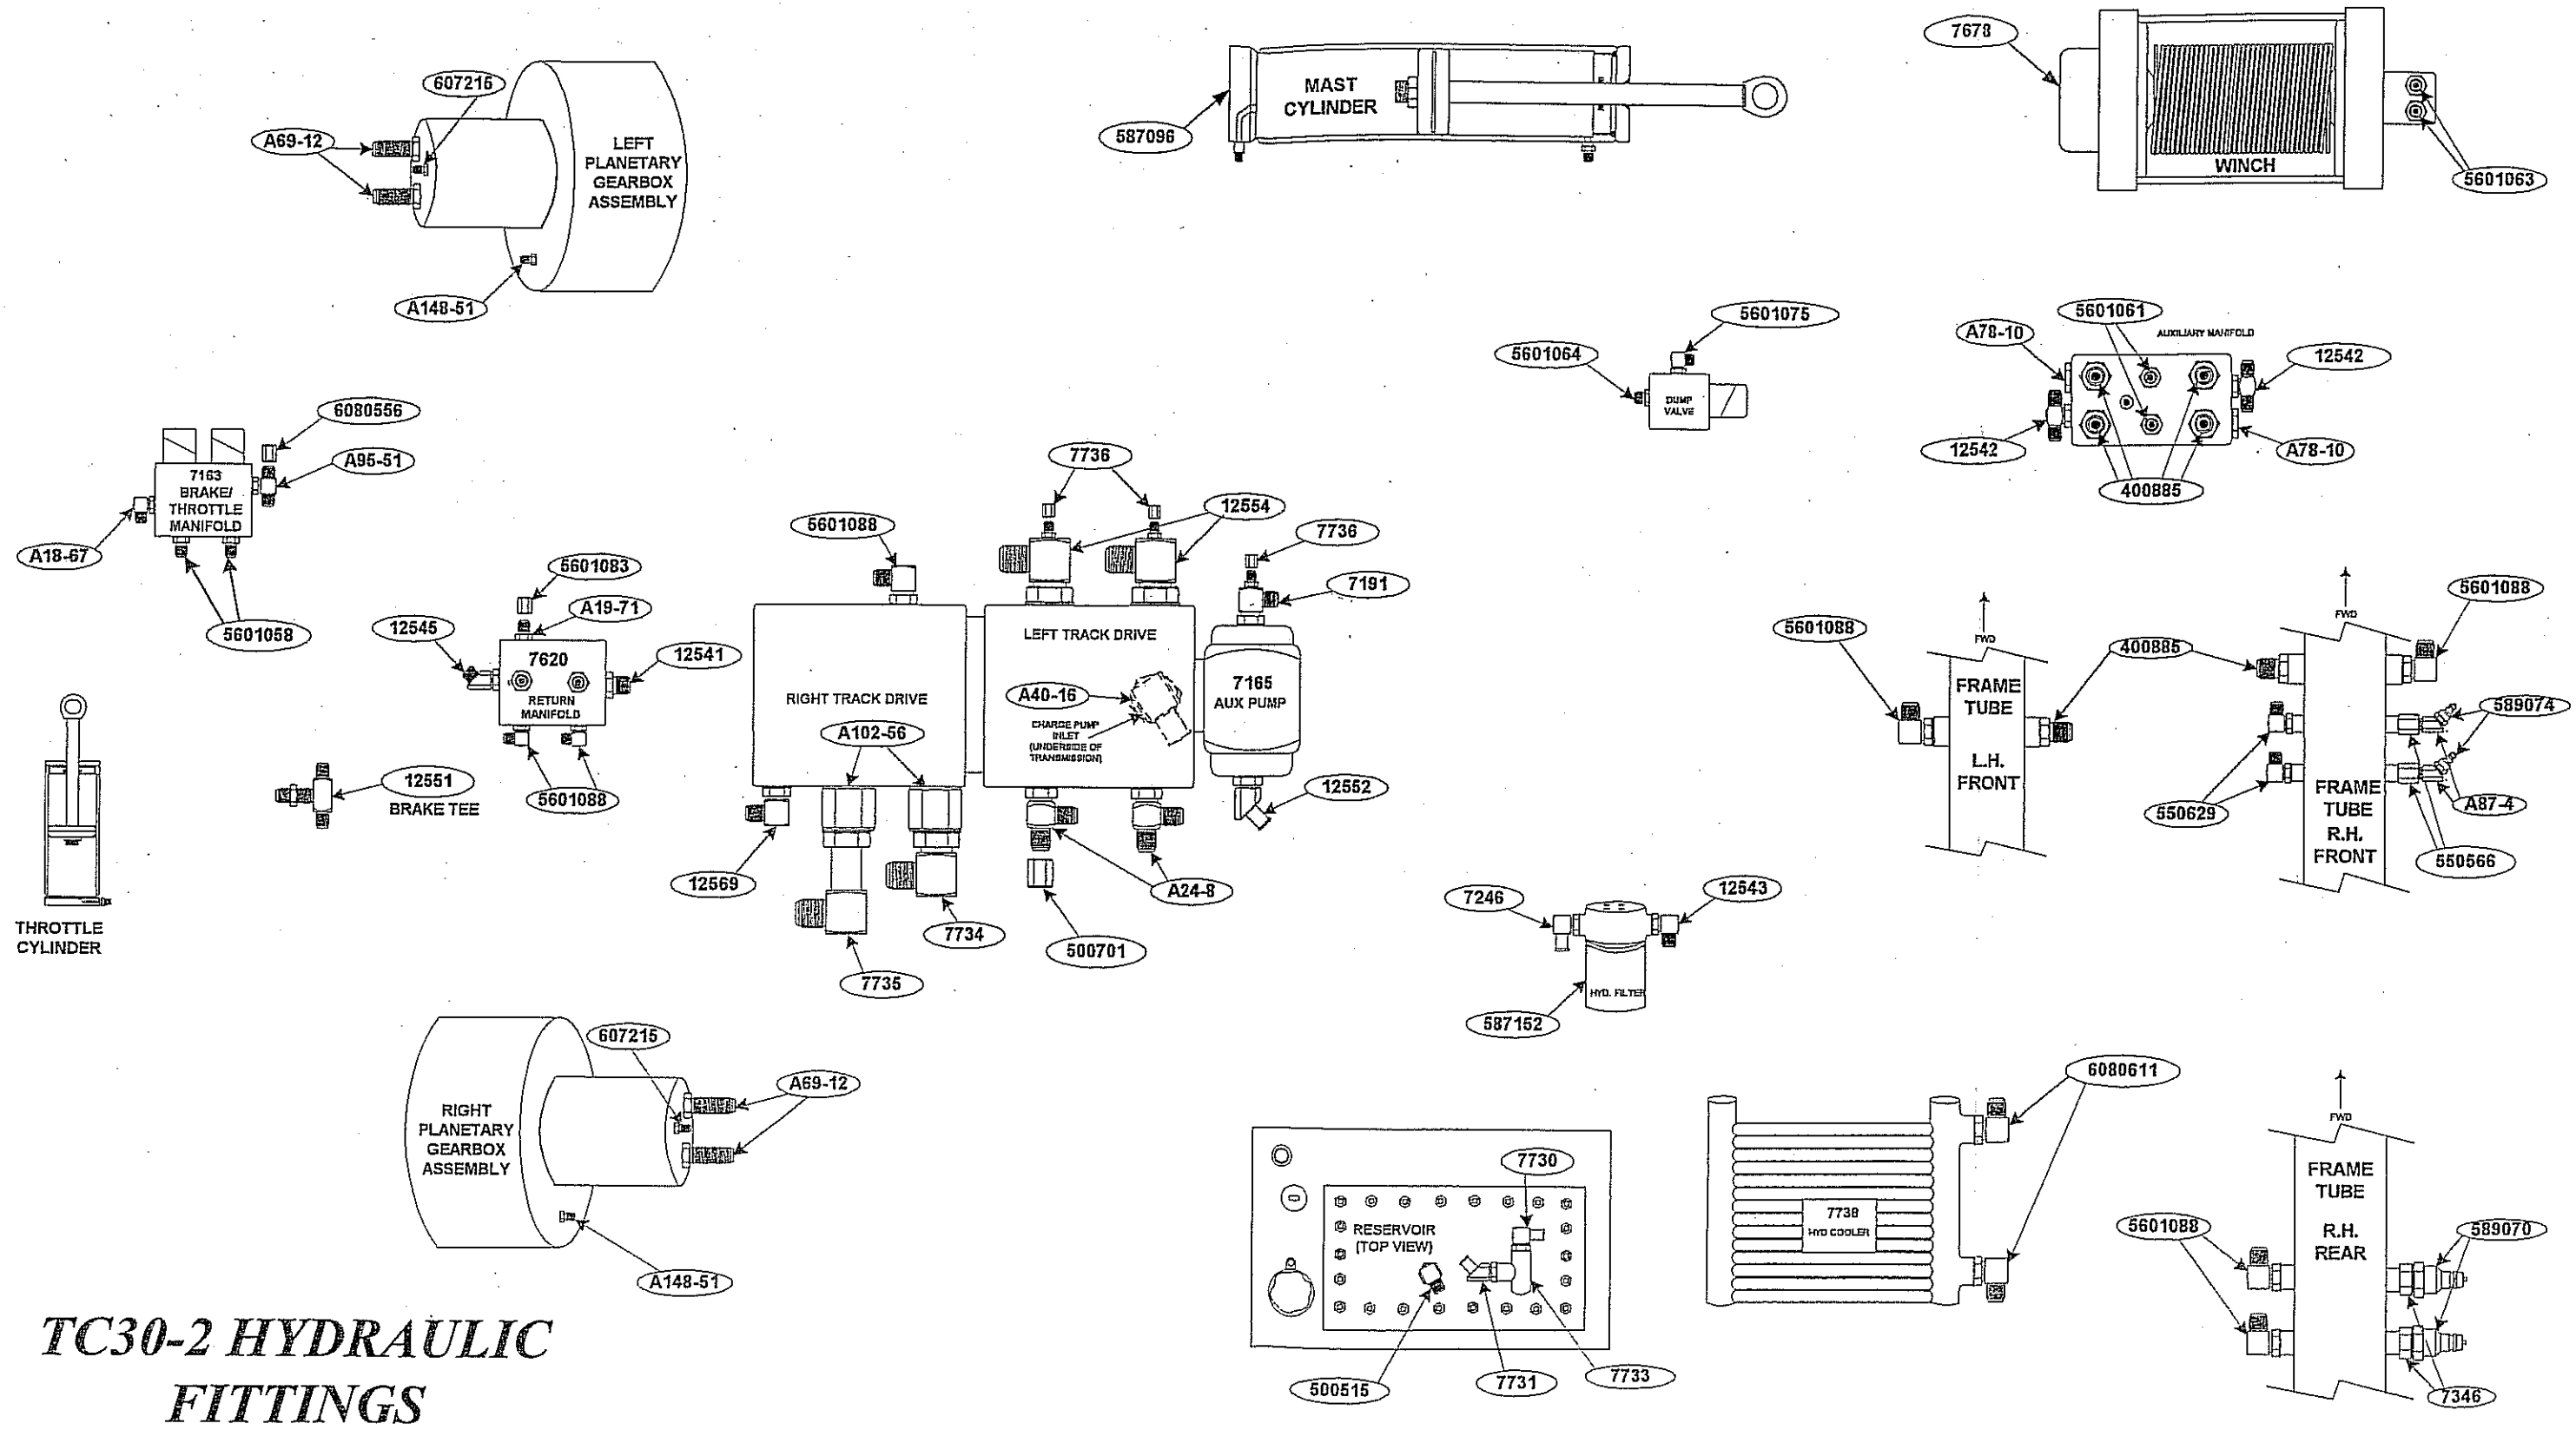 607215
A69-12
LEFT
PLANETARY
GEARBOX
ASSEMBLY
A148-51
587096
MAST
CYLINDER
7678
WINCH
5601063
5601075
5601064
DUMP
VALVE
5601061
A78-10
AUXILIARY MANIFOLD
12542
12542
A78-10
400885
6080556
A95-51
7163
BRAKE/
THROTTLE
MANIFOLD
A18-67
5601058
5601083
A19-71
12545
7620
12541
RETURN
MANIFOLD
5601088
12551
BRAKE TEE
THROTTLE
CYLINDER
7736
12554
5601088
7736
7191
LEFT TRACK DRIVE
RIGHT TRACK DRIVE
A40-16
CHARGE PUMP
INLET
(UNDERSIDE OF
TRANSMISSION)
7165
AUX PUMP
A102-56
12552
12569
A24-8
7734
500701
7735
5601088
FWD
FRAME
TUBE
L.H.
FRONT
400885
FWD
5601088
589074
550629
A87-4
FRAME
TUBE
R.H.
FRONT
550566
7246
12543
HYD. FILTER
587152
607215
A69-12
RIGHT
PLANETARY
GEARBOX
ASSEMBLY
A148-51
7730
RESERVOIR
(TOP VIEW)
500515
7731
7733
6080611
7738
HYD COOLER
FWD
FRAME
TUBE
R.H.
REAR
5601088
589070
7346
TC30-2 HYDRAULIC
FITTINGS